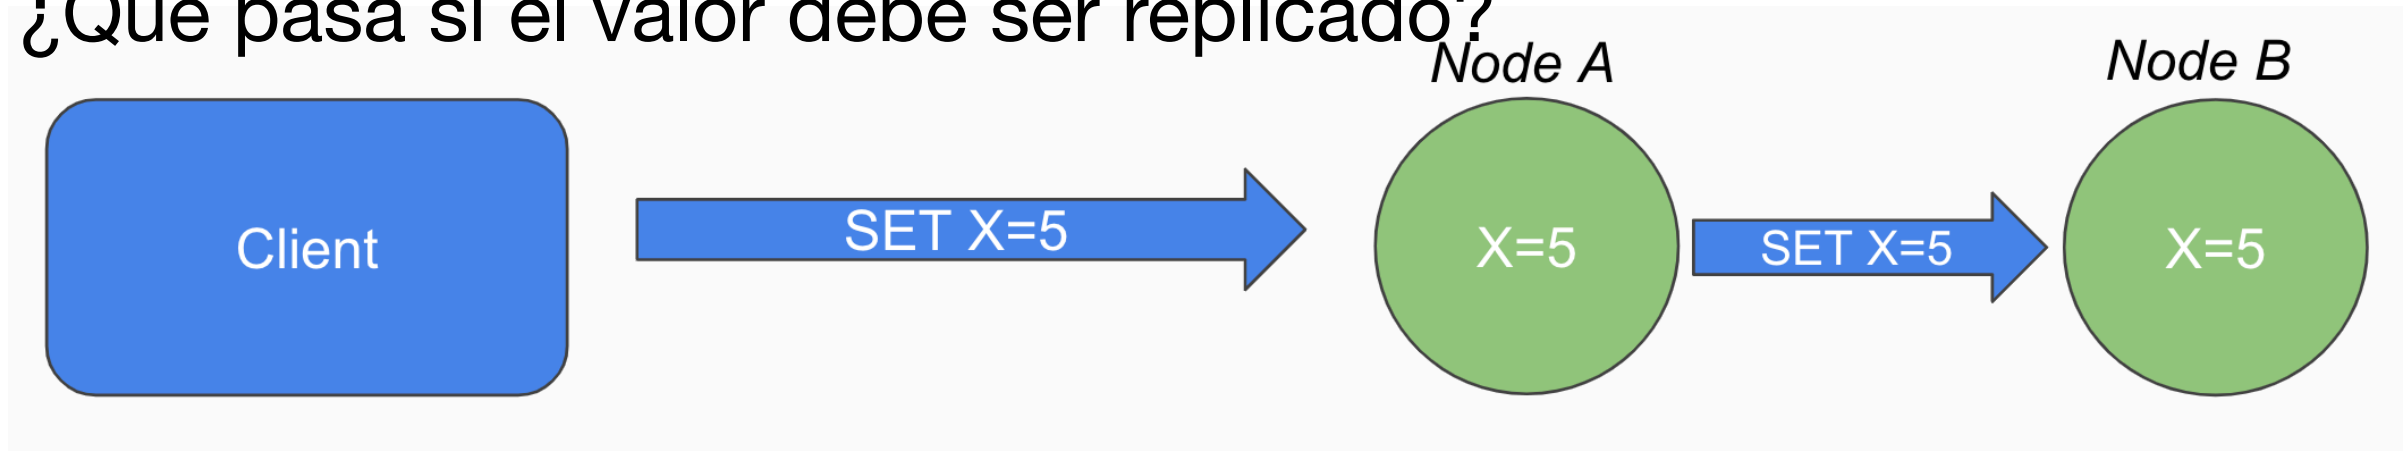 ¿Qué pasa si el valor debe ser replicado?
Node A
Node B
Client
SET X=5
X=5
SET X=5
X=5